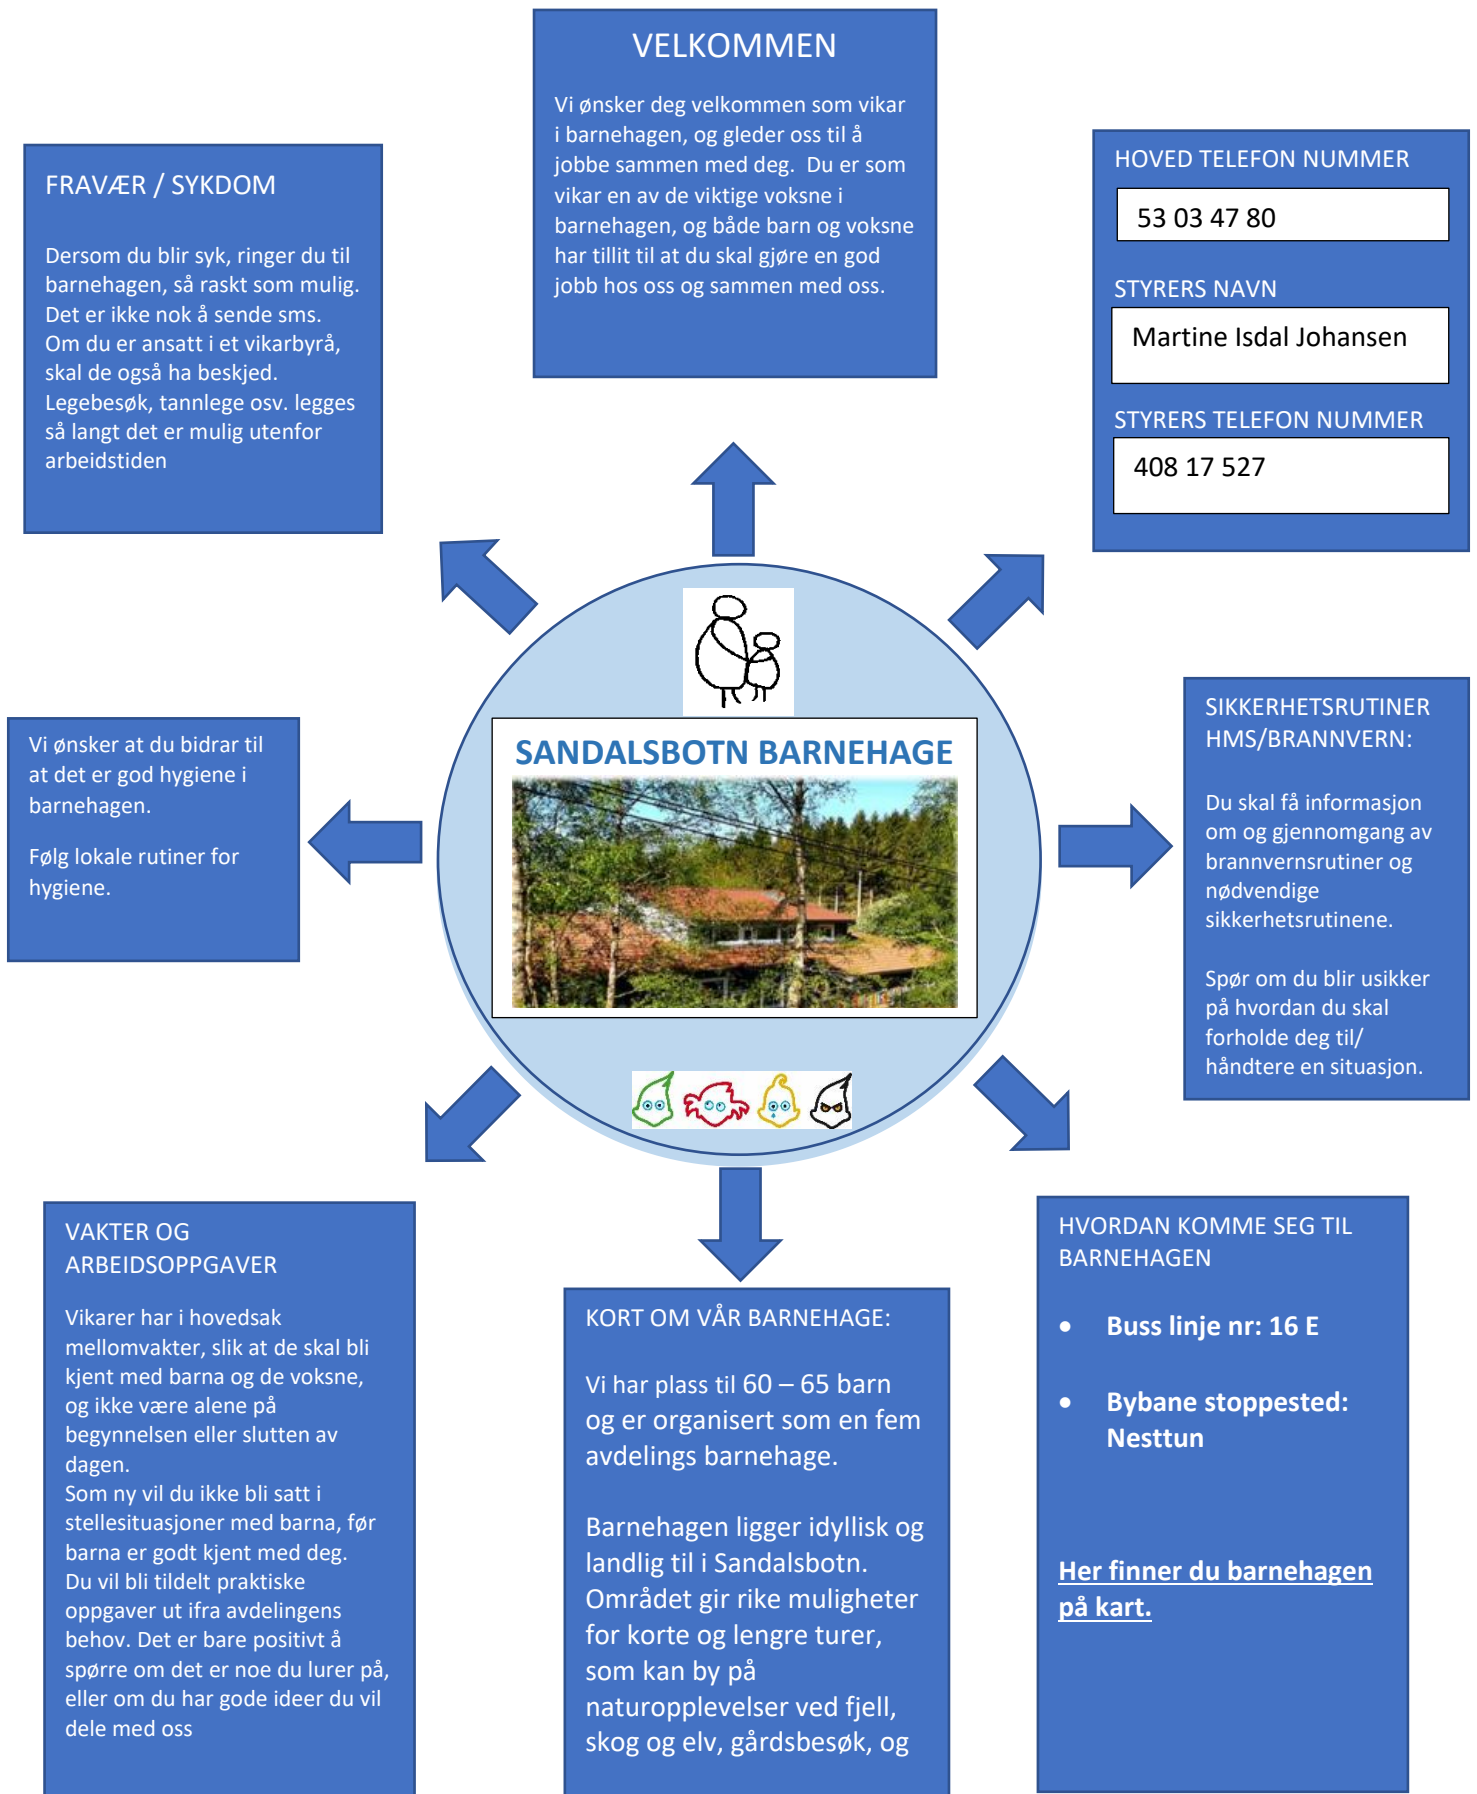 VELKOMMEN
Vi ønsker deg velkommen som vikar
i barnehagen, og gleder oss til å
jobbe sammen med deg.  Du er som
vikar en av de viktige voksne i
barnehagen, og både barn og voksne
har tillit til at du skal gjøre en god
jobb hos oss og sammen med oss.
FRAVÆR / SYKDOM
Dersom du blir syk, ringer du til
barnehagen, så raskt som mulig.
Det er ikke nok å sende sms.
Om du er ansatt i et vikarbyrå,
skal de også ha beskjed.
Legebesøk, tannlege osv. legges
så langt det er mulig utenfor
arbeidstiden
HOVED TELEFON NUMMER
53 03 47 80
STYRERS NAVN
Martine Isdal Johansen
STYRERS TELEFON NUMMER
408 17 527
Vi ønsker at du bidrar til
at det er god hygiene i
barnehagen.
Følg lokale rutiner for
hygiene.
SANDALSBOTN BARNEHAGE
SIKKERHETSRUTINER
HMS/BRANNVERN:
Du skal få informasjon
om og gjennomgang av
brannvernsrutiner og
nødvendige
sikkerhetsrutinene.
Spør om du blir usikker
på hvordan du skal
forholde deg til/
håndtere en situasjon.
VAKTER OG
ARBEIDSOPPGAVER
Vikarer har i hovedsak
mellomvakter, slik at de skal bli
kjent med barna og de voksne,
og ikke være alene på
begynnelsen eller slutten av
dagen.
Som ny vil du ikke bli satt i
stellesituasjoner med barna, før
barna er godt kjent med deg.
Du vil bli tildelt praktiske
oppgaver ut ifra avdelingens
behov. Det er bare positivt å
spørre om det er noe du lurer på,
eller om du har gode ideer du vil
dele med oss
KORT OM VÅR BARNEHAGE:
Vi har plass til 60 – 65 barn
og er organisert som en fem
avdelings barnehage.
Barnehagen ligger idyllisk og
landlig til i Sandalsbotn.
Området gir rike muligheter
for korte og lengre turer,
som kan by på
naturopplevelser ved fjell,
skog og elv, gårdsbesøk, og
HVORDAN KOMME SEG TIL
BARNEHAGEN
• Buss linje nr: 16 E
• Bybane stoppested:
Nesttun
Her finner du barnehagen
på kart.